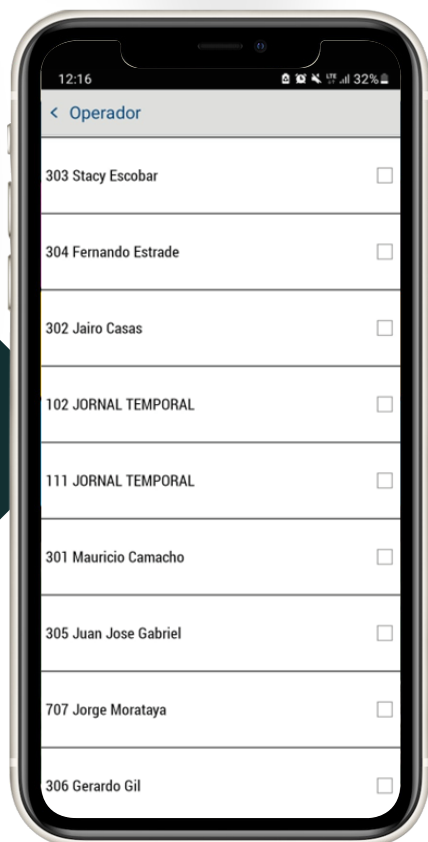 12:16
LTE
32%
< Operador
303 Stacy Escobar
304 Fernando Estrade
302 Jairo Casas
102 JORNAL TEMPORAL
111 JORNAL TEMPORAL
301 Mauricio Camacho
305 Juan Jose Gabriel
707 Jorge Morataya
306 Gerardo Gil